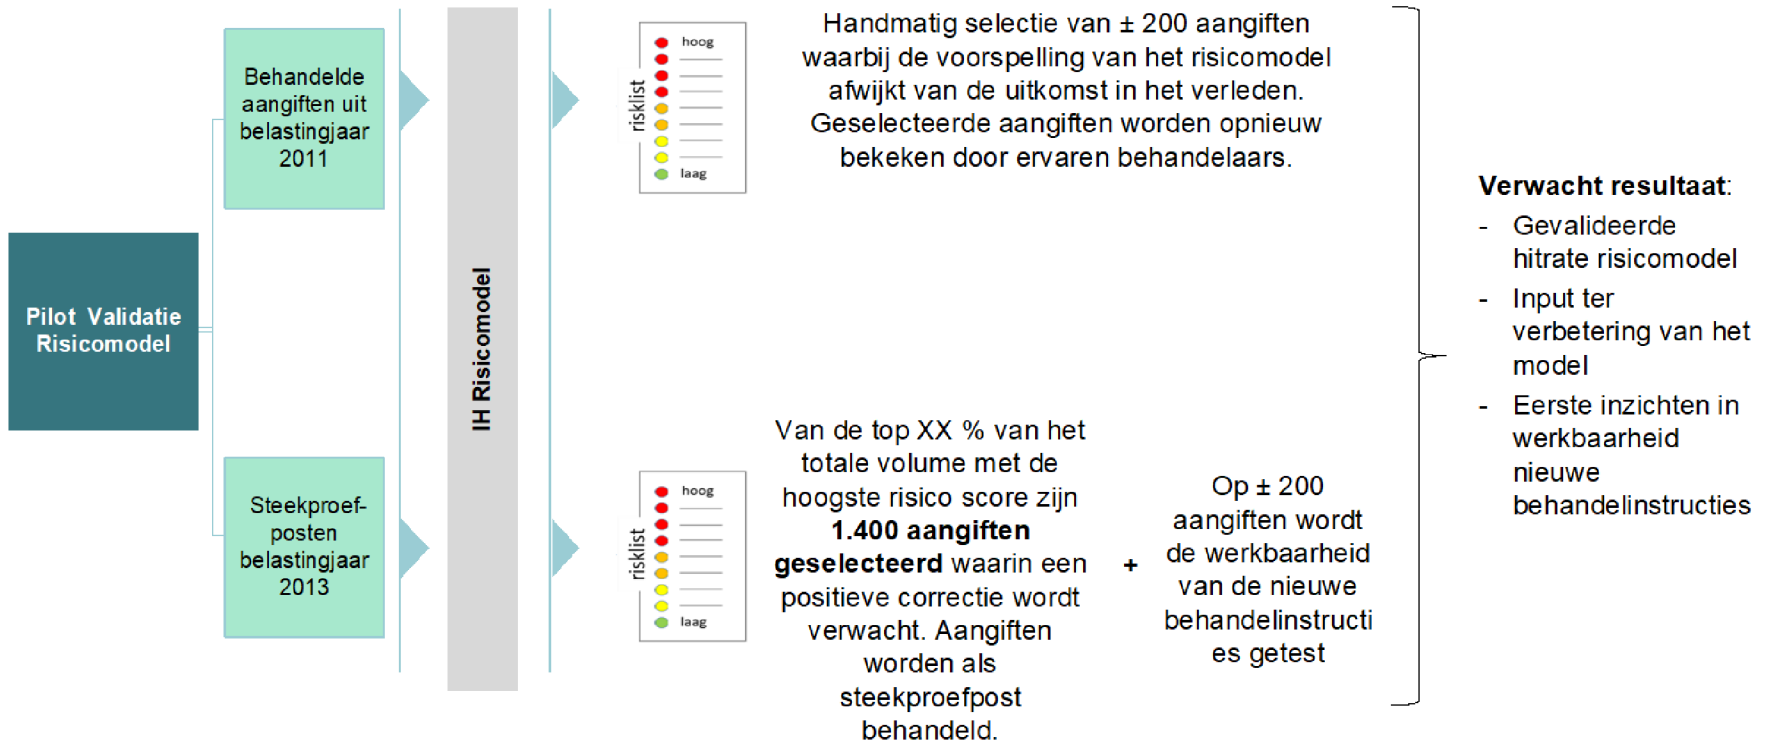 Pilot Validatie
Risicomodel
Behandelde
aangiften uit
belastingjaar
2011
Steekproef-
posten
belastingjaar
2013
IH Risicomodel
risklist
hoog
laag
Handmatig selectie van ± 200 aangiften
waarbij de voorspelling van het risicomodel
afwijkt van de uitkomst in het verleden.
Geselecteerde aangiften worden opnieuw
bekeken door ervaren behandelaars.
risklist
hoog
laag
Van de top XX % van het
totale volume met de
hoogste risico score zijn
1.400 aangiften
geselecteerd waarin een
positieve correctie wordt
verwacht. Aangiften
worden als
steekproefpost
behandeld.
+
Op ± 200
aangiften wordt
de werkbaarheid
van de nieuwe
behandelinstructi
es getest
Verwacht resultaat:
- Gevalideerde
hitrate risicomodel
- Input ter
verbetering van het
model
- Eerste inzichten in
werkbaarheid
nieuwe
behandelinstructies